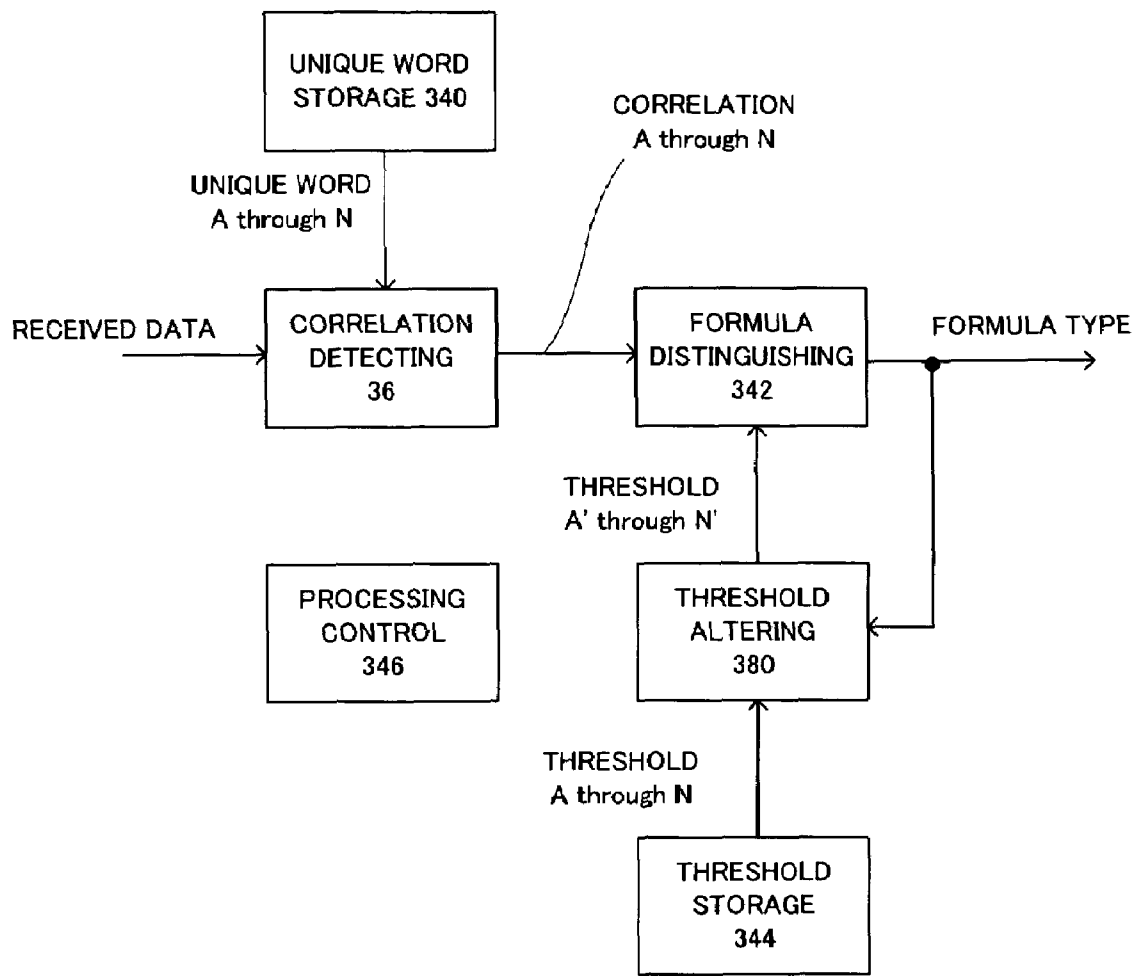 UNIQUE WORD
STORAGE 340
CORRELATION
A through N
UNIQUE WORD
A through N
RECEIVED DATA
CORRELATION
DETECTING
36
FORMULA
DISTINGUISHING
342
FORMULA TYPE
THRESHOLD
A' through N'
PROCESSING
CONTROL
346
THRESHOLD
ALTERING
380
THRESHOLD
A through N
THRESHOLD
STORAGE
344